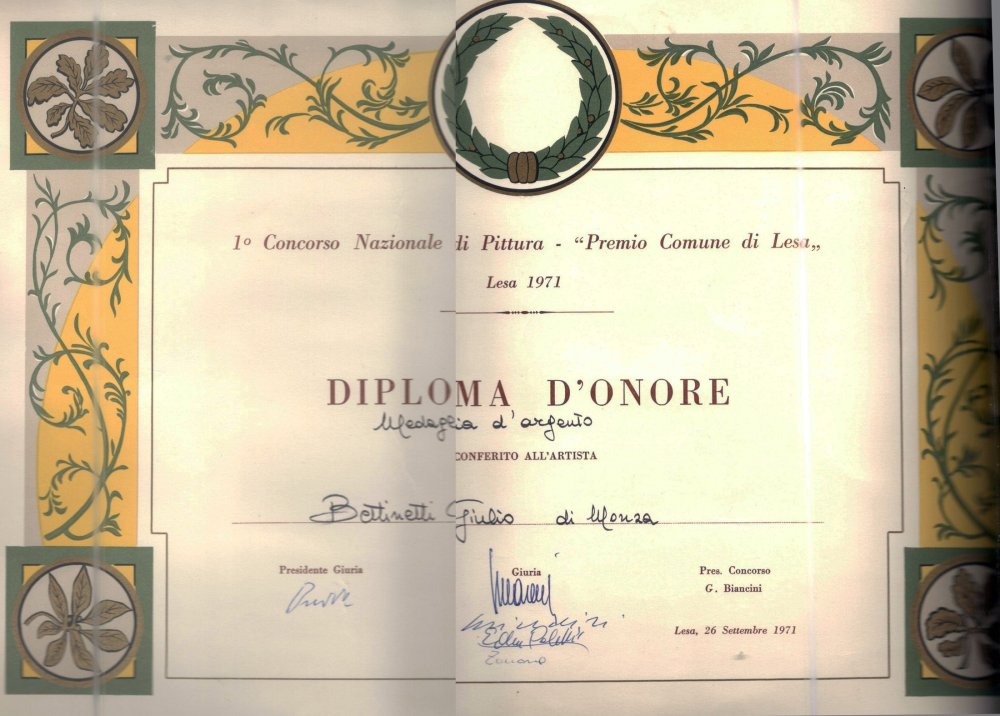 1º Concorso Nazionale di Pittura - “Premio Comune di Lesa„
Lesa 1971
DIPLOMA D'ONORE
Medaglia d'argento
CONFERITO ALL'ARTISTA
Bettinetti Giulio di Monza
Presidente Giuria
Giuria
Pres. Concorso
G. Biancini
Lesa, 26 Settembre 1971